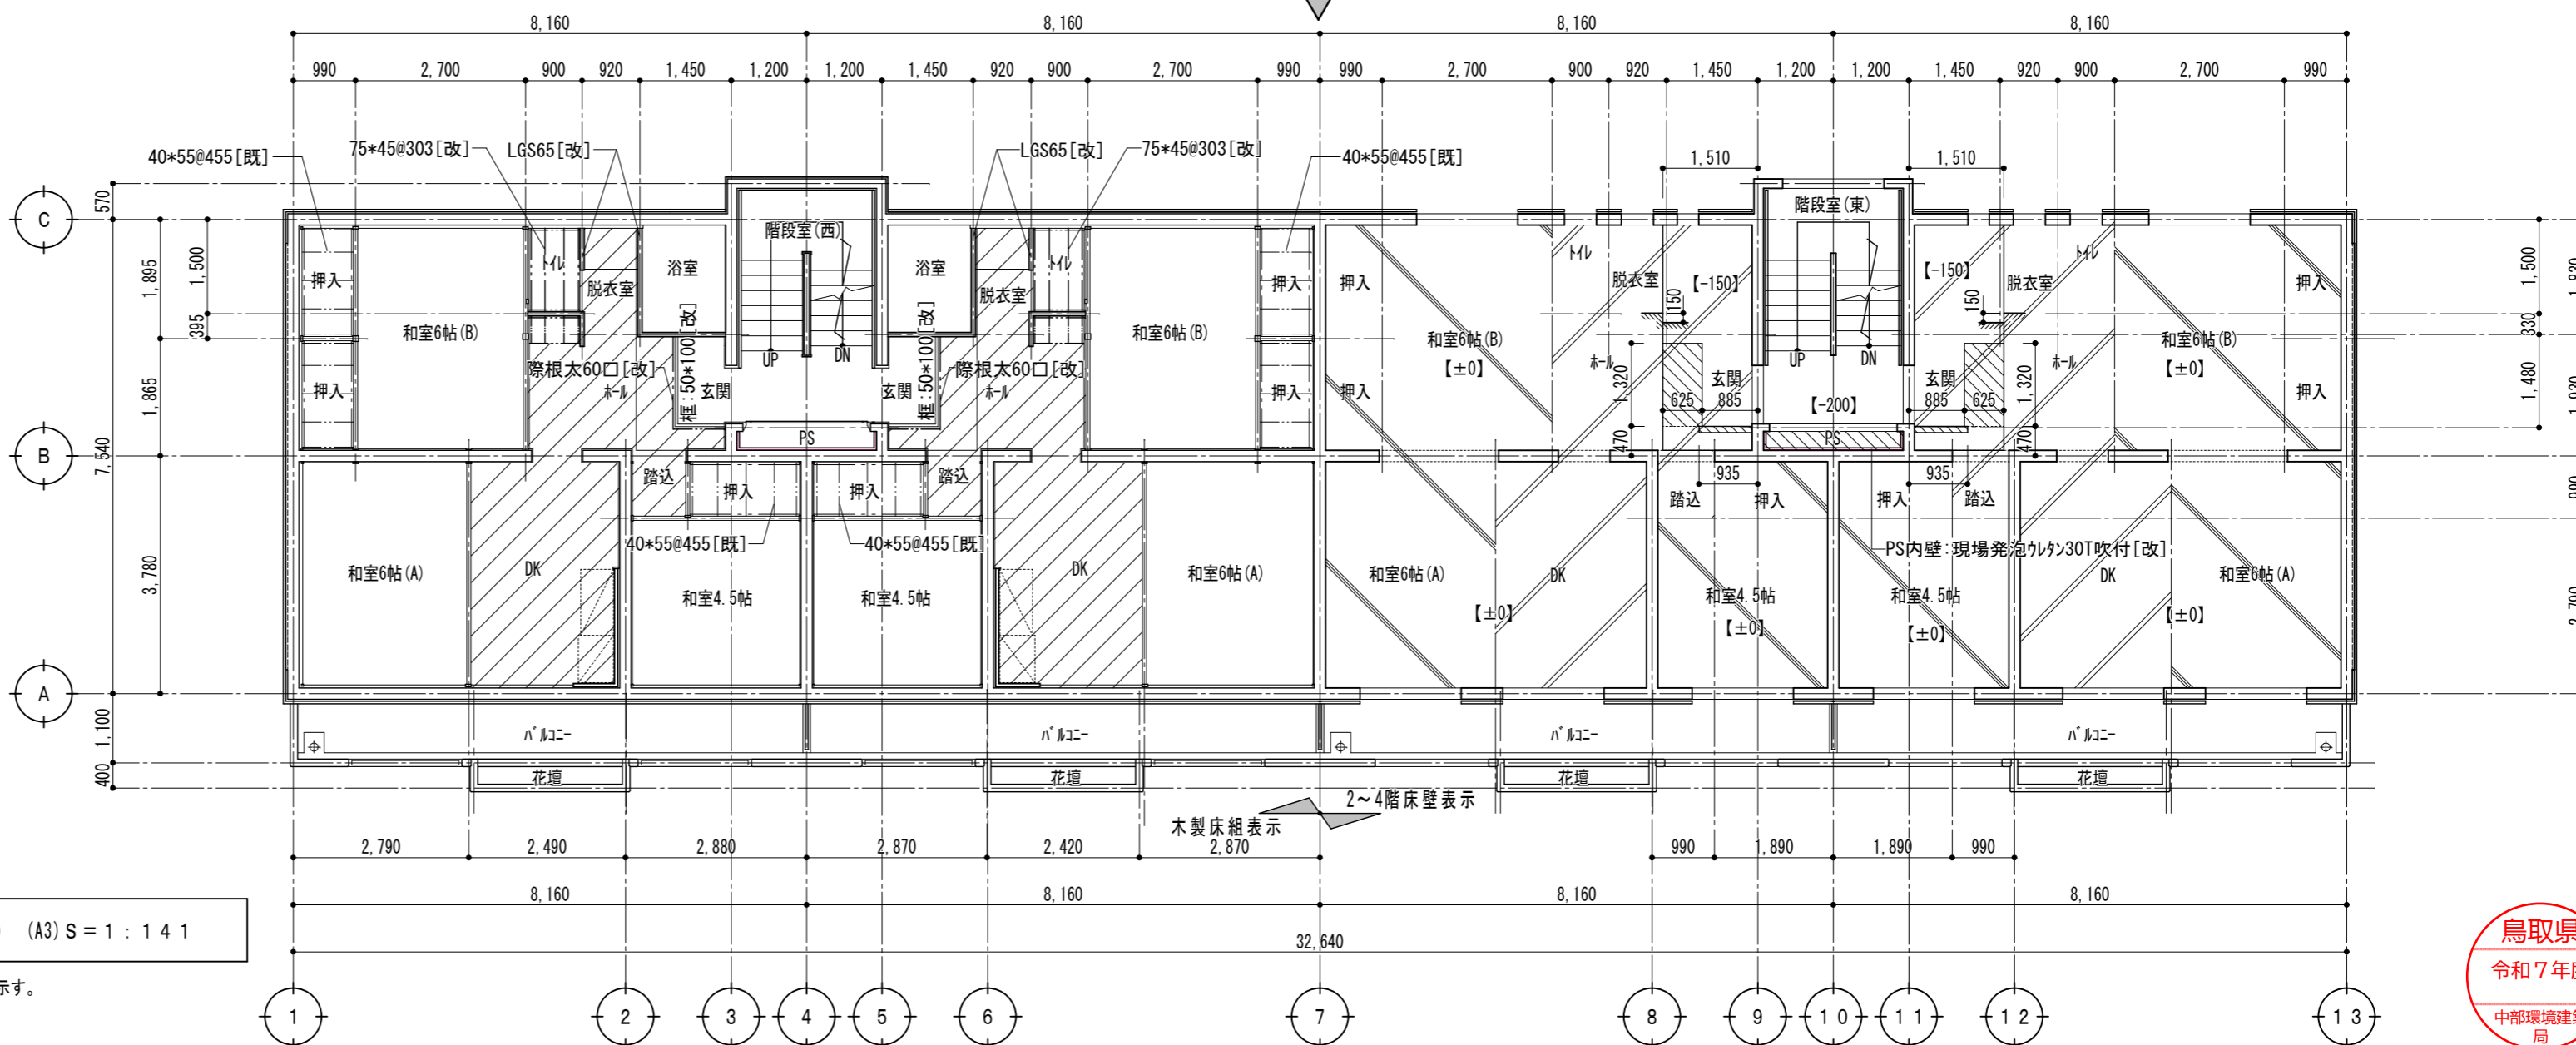 8,160 8,160 8,160 8,160
990 2,700 900 920 1,450 1,200 1,200 1,450 920 900 2,700 990 990 2,700 900 920 1,450 1,200 1,200 1,450 920 900 2,700 990
40*55@455[既] 75*45@303[改] LGS65[改] LGS65[改] 75*45@303[改] 40*55@455[既]
1,510 1,510
570
C
階段室(西) 階段室(東)
1,895 1,500 395
押入 トイレ 脱衣室 浴室 浴室 脱衣室 トイレ 押入 押入 トイレ 脱衣室 【-150】 【-150】 脱衣室 トイレ 押入
1,500
330
1,480
150 150
和室6帖(B) 和室6帖(B) 和室6帖(B) 和室6帖(B)
【±0】 【±0】
UP DN UP DN
框:50*100[改] 框:50*100[改]
際根太60口[改] 際根太60口[改]
押入 ホール 玄関 玄関 ホール 押入 押入 ホール 玄関 玄関 ホール 押入
1,865
1,320 1,320
625 885 【-200】 885 625
470 470
PS PS
B
7,540
935 935
踏込 押入 押入 踏込 踏込 押入 押入 踏込
40*55@455[既] 40*55@455[既]
PS内壁:現場発泡ウレタン30T吹付[改]
3,780
和室6帖(A) DK 和室4.5帖 和室4.5帖 DK 和室6帖(A) 和室6帖(A) DK 和室4.5帖 和室4.5帖 DK 和室6帖(A)
【±0】 【±0】 【±0】 【±0】
A
1,100
400
バルコニー バルコニー バルコニー バルコニー
花壇 花壇 花壇 花壇
2~4階床壁表示
木製床組表示
2,790 2,490 2,880 2,870 2,420 2,870 990 1,890 1,890 990
8,160 8,160 8,160 8,160
(A3) S=1:141
32,640
示す。
1 2 3 4 5 6 7 8 9 10 11 12 13
鳥取県
令和7年
中部環境建
局